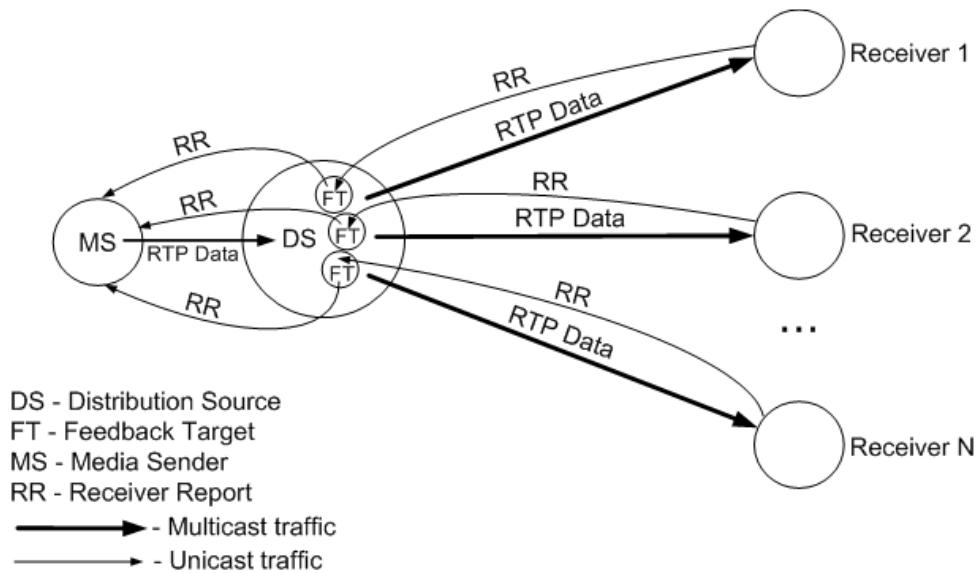 Receiver 1
RR
RTP Data
RR
FT
RR
RR
RTP Data
Receiver 2
MS
RTP Data
DS
FT
FT
RR
RR
RTP Data
...
Receiver N
DS - Distribution Source
FT - Feedback Target
MS - Media Sender
RR - Receiver Report
- Multicast traffic
- Unicast traffic